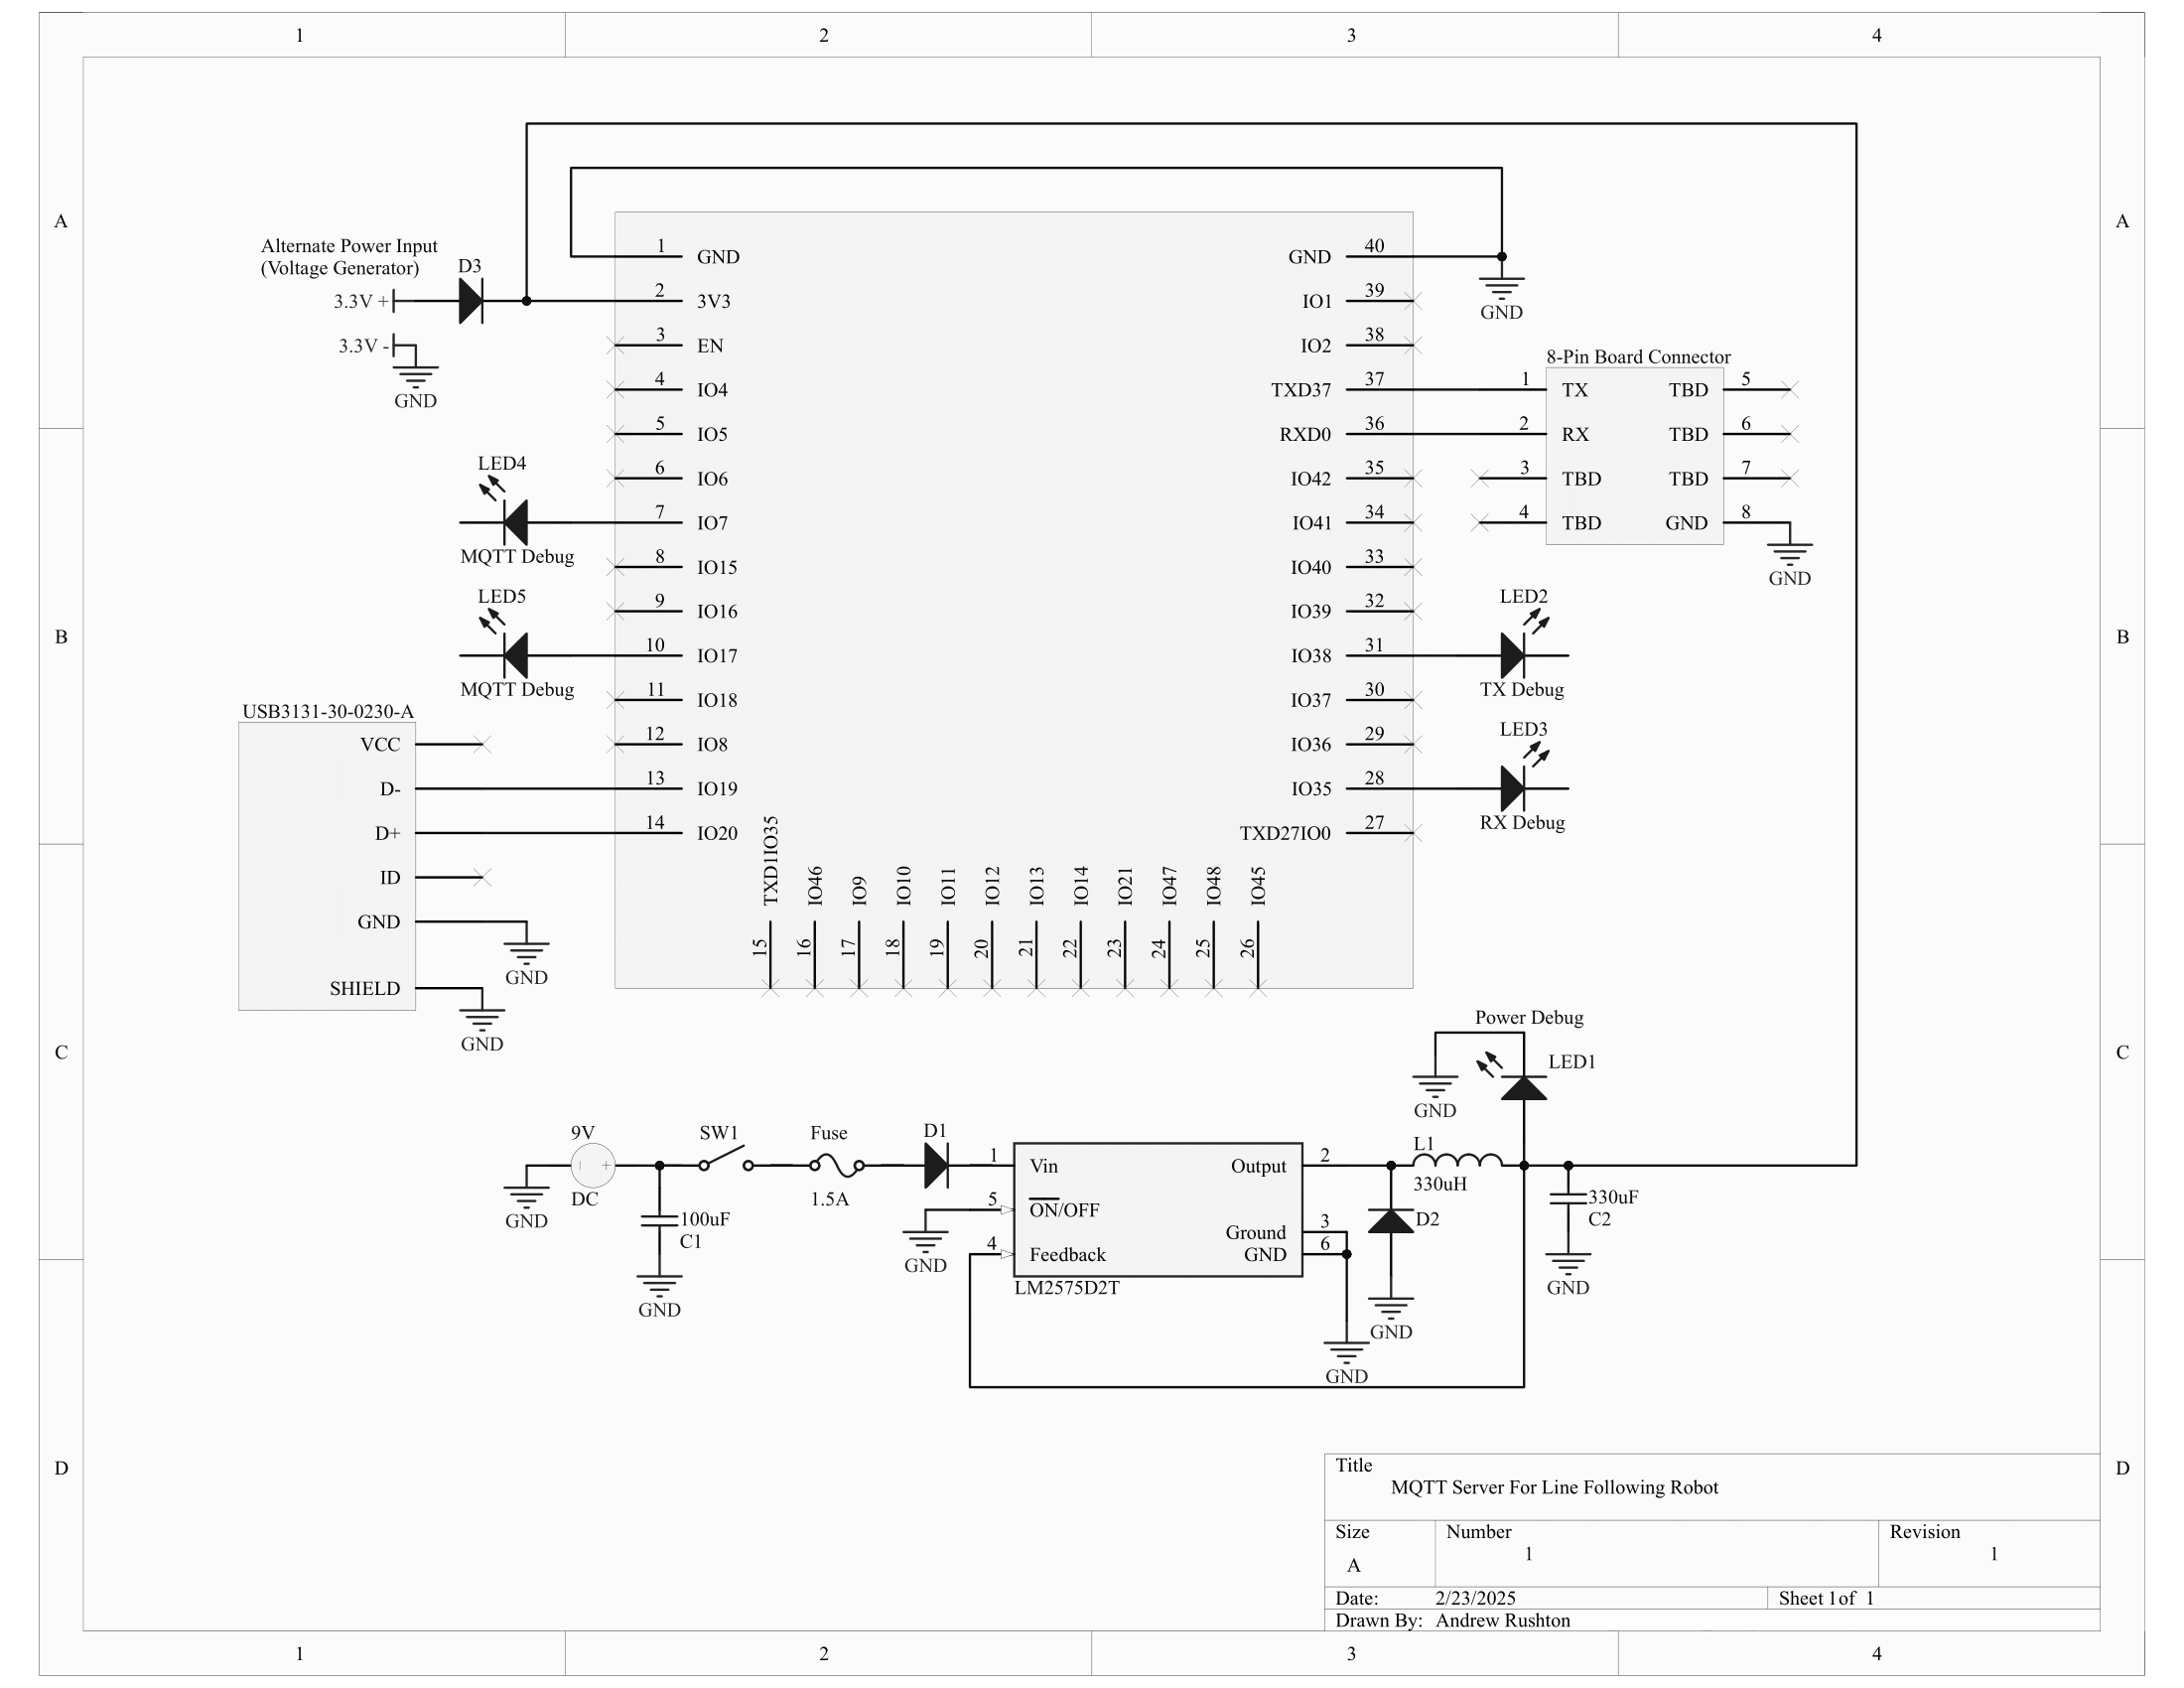 1 2 3 4
A A
Alternate Power Input
(Voltage Generator)
D3
3.3V +
3.3V -
GND
1 GND
2 3V3
3 EN
4 IO4
5 IO5
6 IO6
7 IO7
8 IO15
9 IO16
10 IO17
11 IO18
12 IO8
13 IO19
14 IO20
GND 40
IO1 39
IO2 38
TXD37 37
RXD0 36
IO42 35
IO41 34
IO40 33
IO39 32
IO38 31
IO37 30
IO36 29
IO35 28
TXD27IO0 27
GND
8-Pin Board Connector
1 TX TBD 5
2 RX TBD 6
3 TBD TBD 7
4 TBD GND 8
GND
B B
LED4
MQTT Debug
LED5
MQTT Debug
LED2
TX Debug
LED3
RX Debug
USB3131-30-0230-A
VCC
D-
D+
ID
GND
SHIELD
GND
GND
TXD1IO35 IO46 IO9 IO10 IO11 IO12 IO13 IO14 IO21 IO47 IO48 IO45
15 16 17 18 19 20 21 22 23 24 25 26
C C
Power Debug
LED1
GND
9V
DC
GND
SW1
Fuse
1.5A
D1
100uF
C1
GND
1 Vin Output 2
5 ON/OFF
Ground 3
4 Feedback GND 6
LM2575D2T
GND
L1
330uH
D2
GND
GND
330uF
C2
GND
D D
Title
MQTT Server For Line Following Robot
Size Number Revision
A 1 1
Date: 2/23/2025 Sheet 1 of 1
Drawn By: Andrew Rushton
1 2 3 4